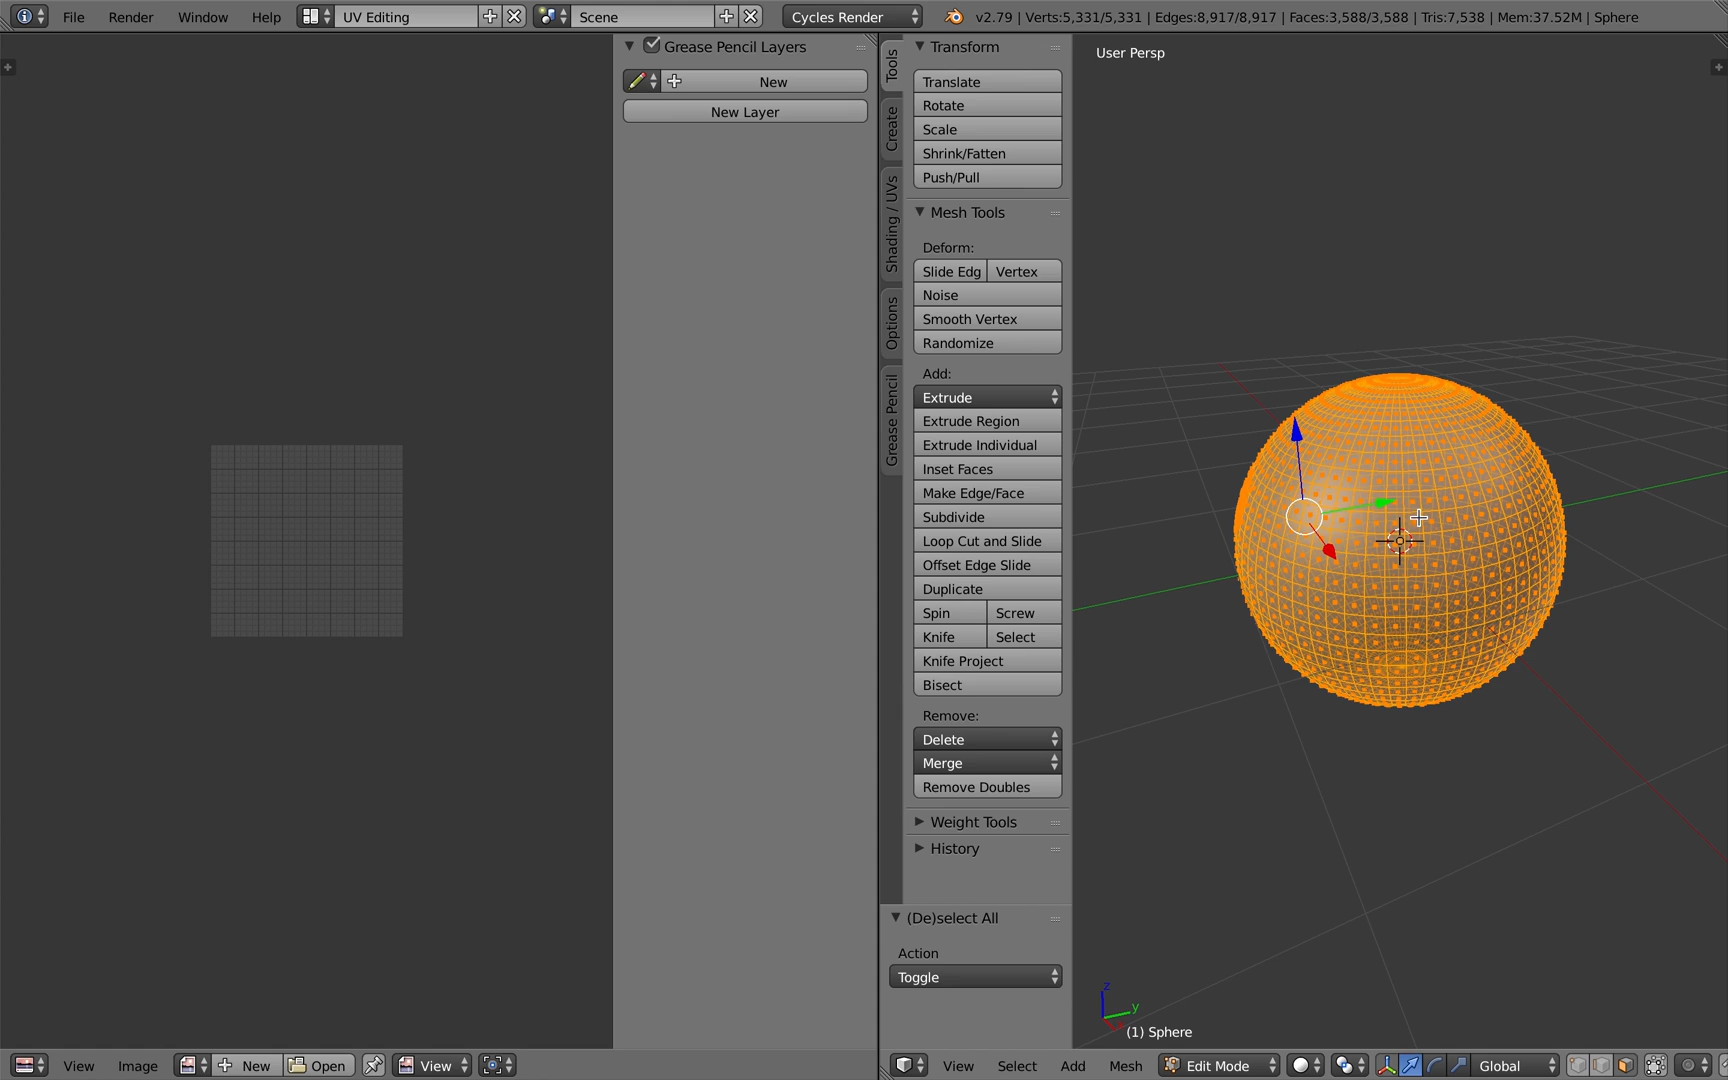 File Render Window Help UV Editing Scene Cycles Render v2.79 | Verts:5,331/5,331 | Edges:8,917/8,917 | Faces:3,588/3,588 | Tris:7,538 | Mem:37.52M | Sphere
Grease Pencil Layers
New
New Layer
Tools
Create
Shading / UVs
Options
Grease Pencil
Transform
Translate
Rotate
Scale
Shrink/Fatten
Push/Pull
Mesh Tools
Deform:
Slide Edg Vertex
Noise
Smooth Vertex
Randomize
Add:
Extrude
Extrude Region
Extrude Individual
Inset Faces
Make Edge/Face
Subdivide
Loop Cut and Slide
Offset Edge Slide
Duplicate
Spin Screw
Knife Select
Knife Project
Bisect
Remove:
Delete
Merge
Remove Doubles
Weight Tools
History
(De)select All
Action
Toggle
User Persp
z
y
(1) Sphere
View Image New Open View
View Select Add Mesh Edit Mode Global